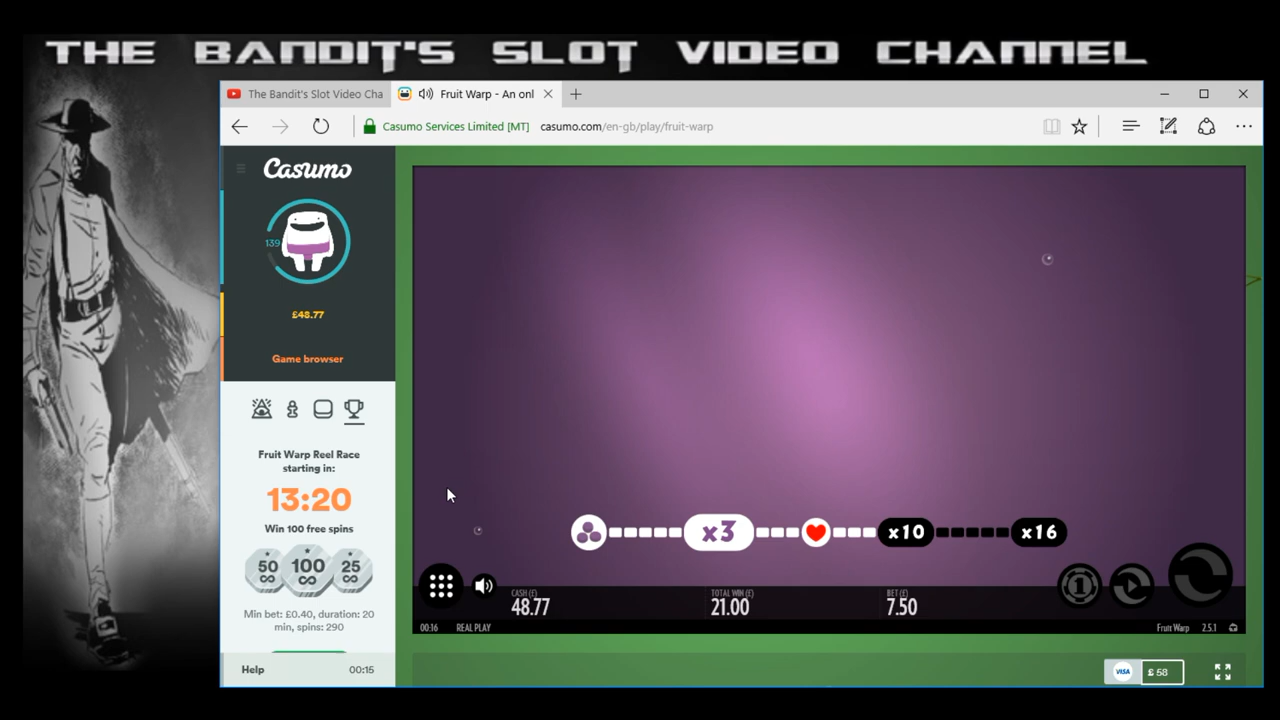 THE BANDIT'S SLOT VIDEO CHANNEL
The Bandit's Slot Video Cha
Fruit Warp - An onl
Casumo Services Limited [MT]
casumo.com/en-gb/play/fruit-warp
Casumo
139
£48.77
Game browser
Fruit Warp Reel Race
starting in:
13:20
Win 100 free spins
50 100 25
Min bet: £0.40, duration: 20
min, spins: 290
Help 00:15
x3 x10 x16
1
CASH (£) TOTAL WIN (£) BET (£)
48.77 21.00 7.50
00:16 REAL PLAY Fruit Warp 2.5.1
VISA £ 58